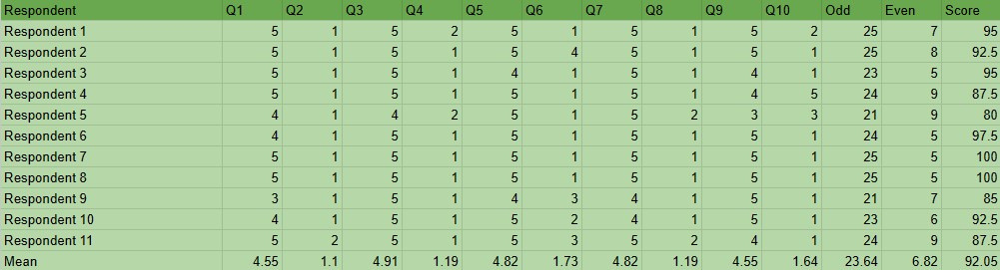 Respondent Q1 Q2 Q3 Q4 Q5 Q6 Q7 Q8 Q9 Q10 Odd Even Score
Respondent 1 5 1 5 2 5 1 5 1 5 2 25 7 95
Respondent 2 5 1 5 1 5 4 5 1 5 1 25 8 92.5
Respondent 3 5 1 5 1 4 1 5 1 4 1 23 5 95
Respondent 4 5 1 5 1 5 1 5 1 4 5 24 9 87.5
Respondent 5 4 1 4 2 5 1 5 2 3 3 21 9 80
Respondent 6 4 1 5 1 5 1 5 1 5 1 24 5 97.5
Respondent 7 5 1 5 1 5 1 5 1 5 1 25 5 100
Respondent 8 5 1 5 1 5 1 5 1 5 1 25 5 100
Respondent 9 3 1 5 1 4 3 4 1 5 1 21 7 85
Respondent 10 4 1 5 1 5 2 4 1 5 1 23 6 92.5
Respondent 11 5 2 5 1 5 3 5 2 4 1 24 9 87.5
Mean 4.55 1.1 4.91 1.19 4.82 1.73 4.82 1.19 4.55 1.64 23.64 6.82 92.05